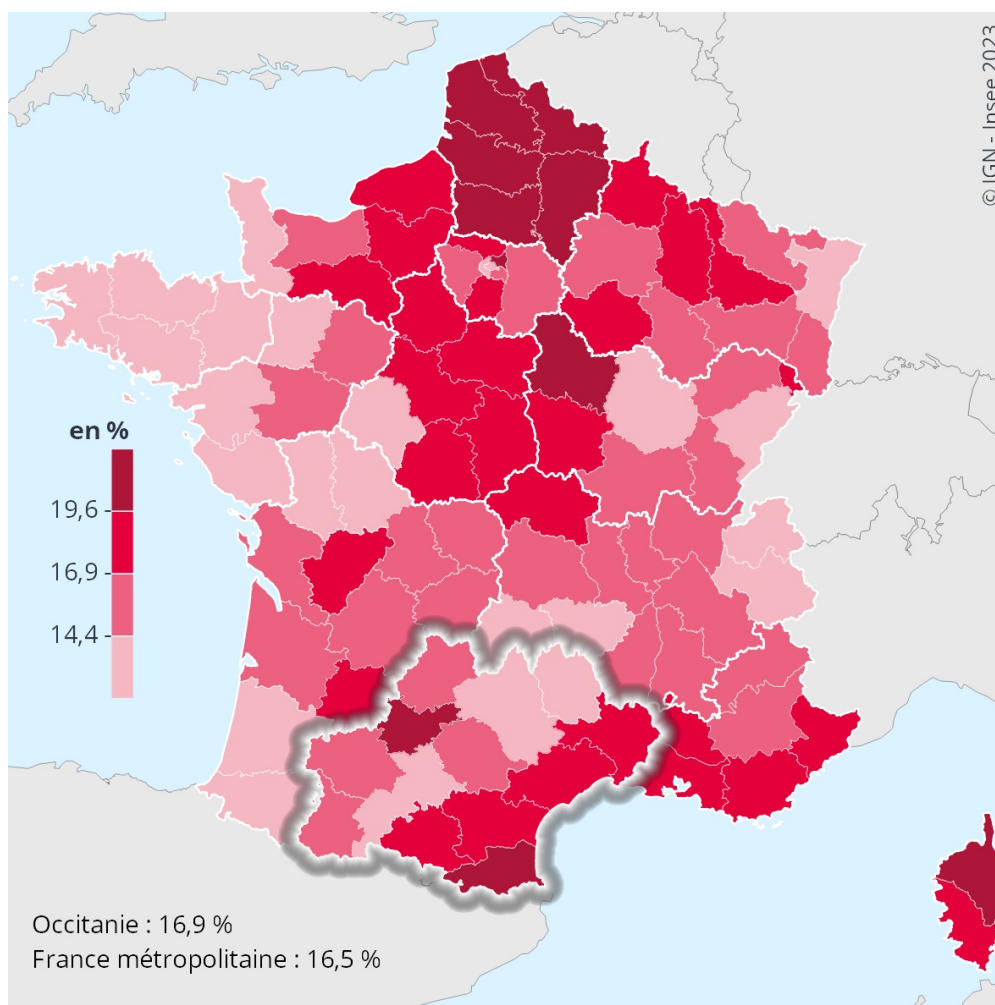 © IGN - Insee 2023
en %
19,6
16,9
14,4
Occitanie : 16,9 %
France métropolitaine : 16,5 %